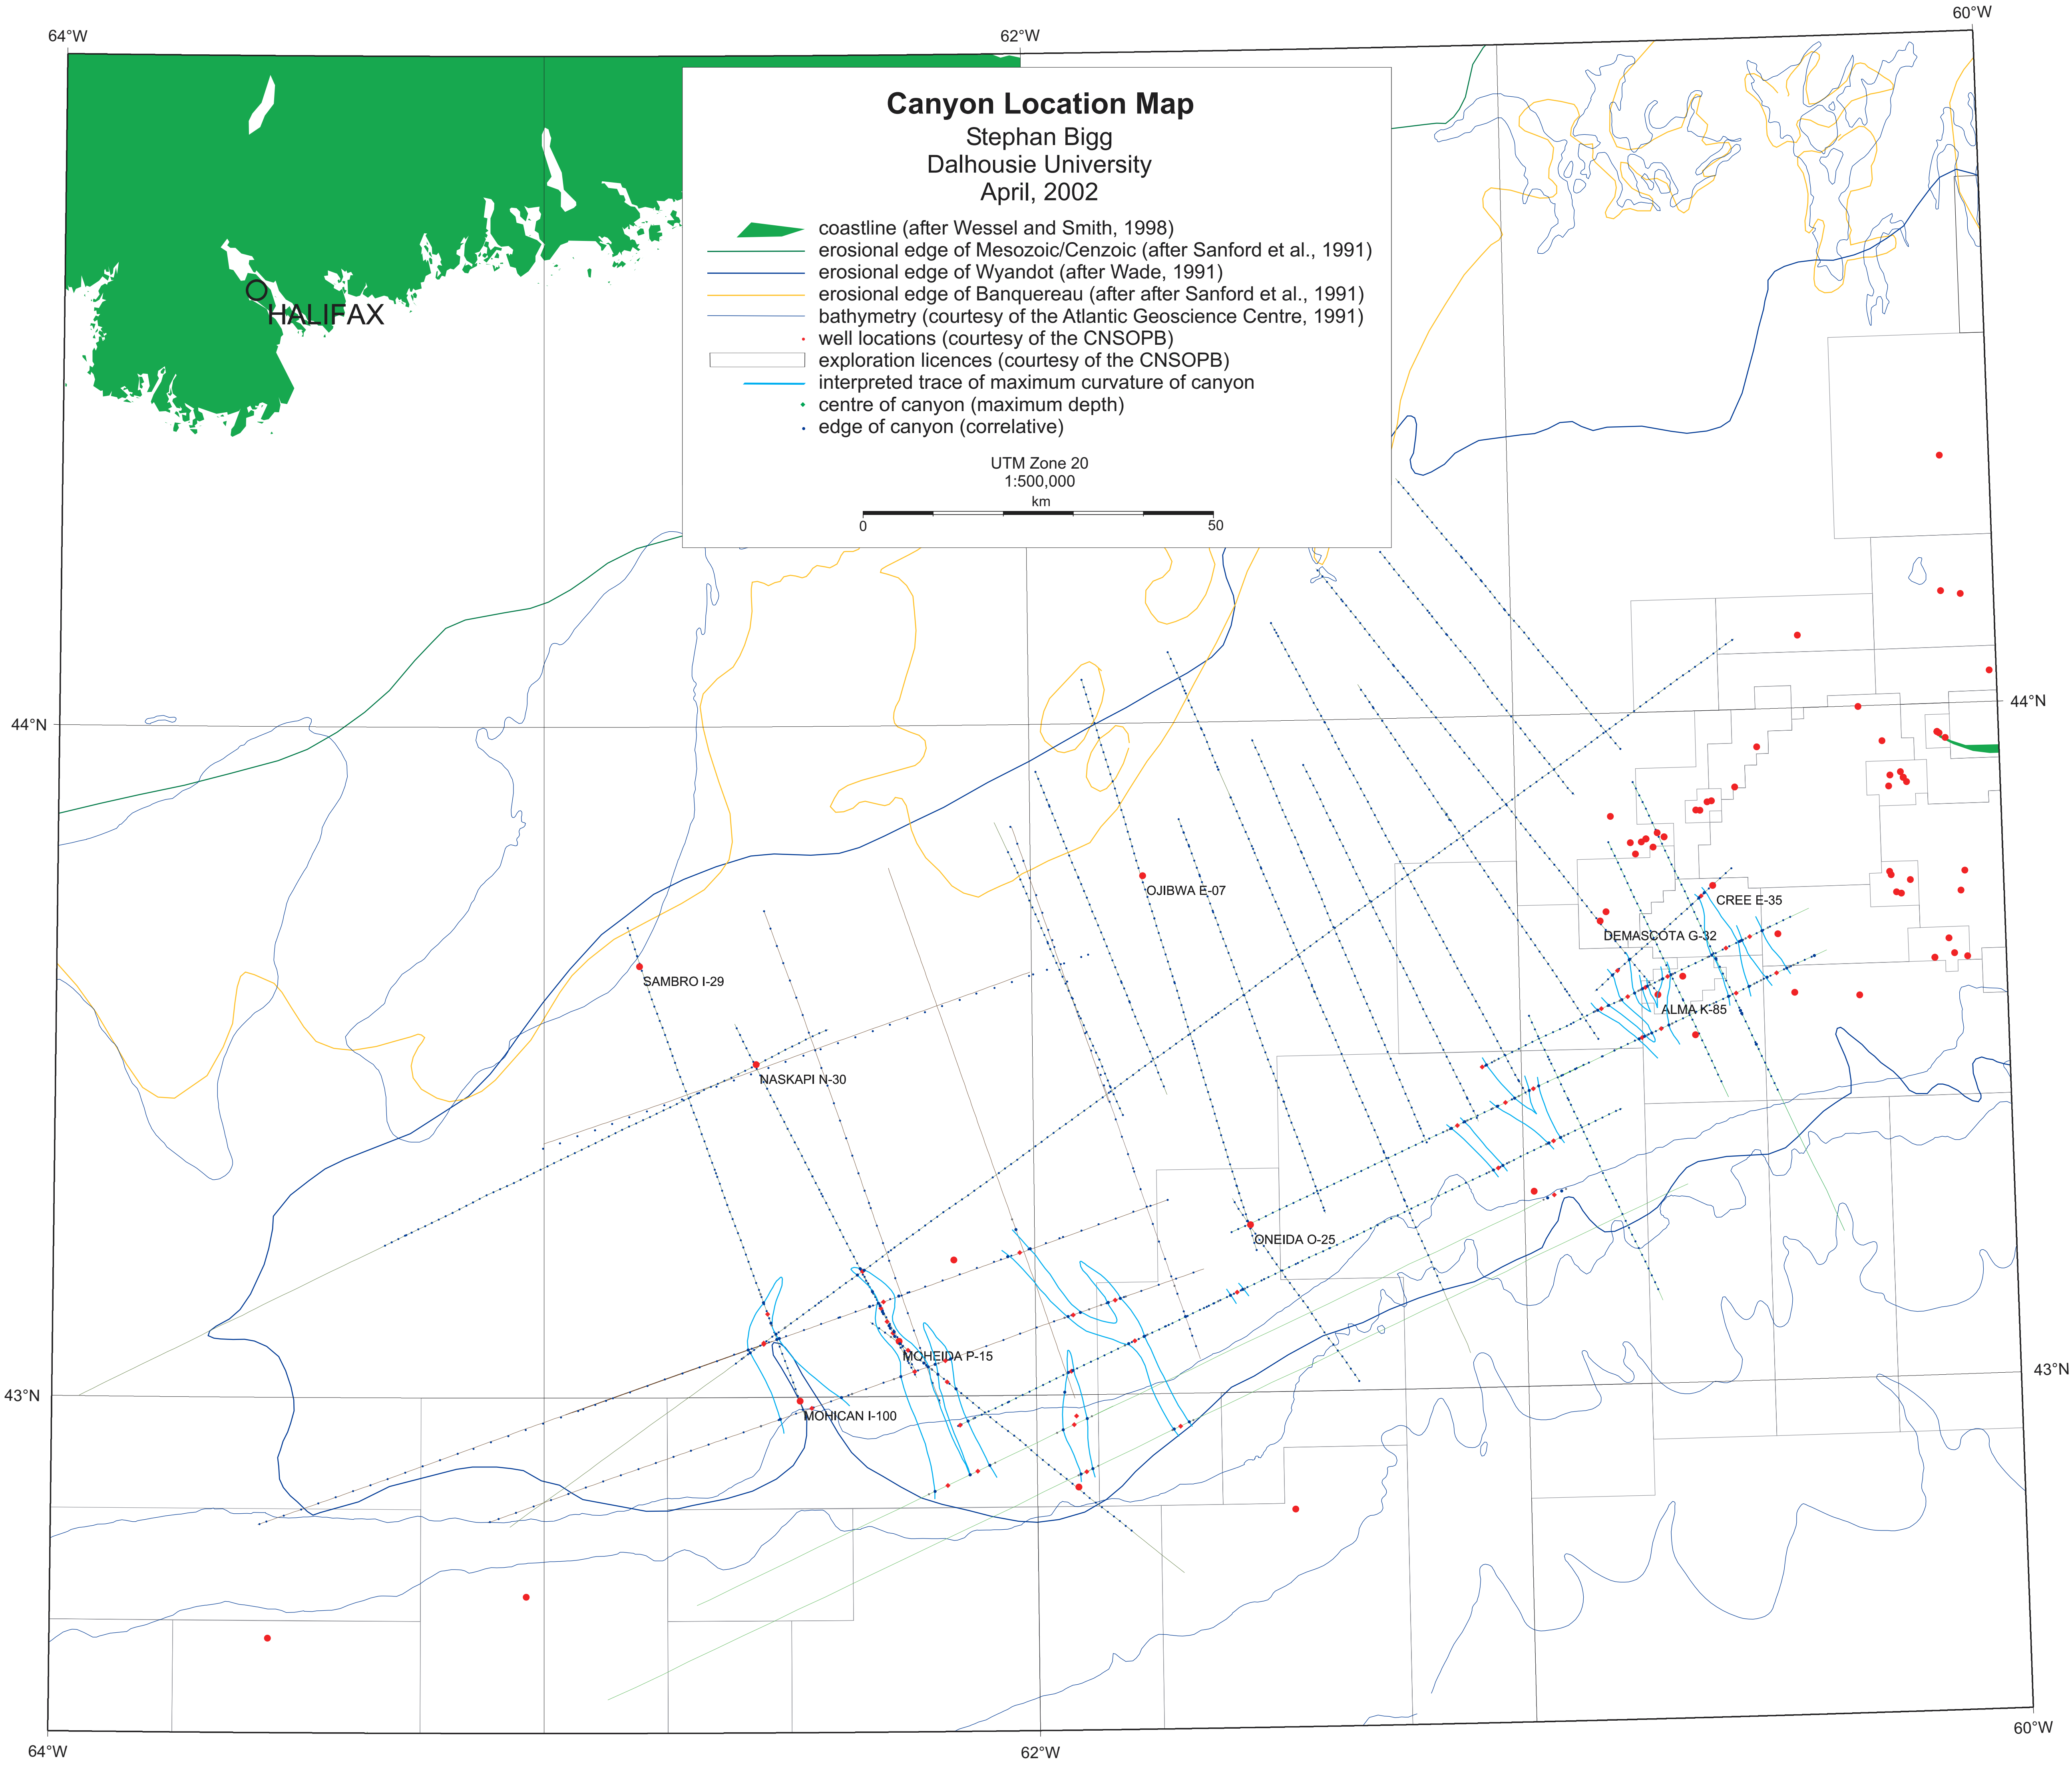 64°W
62°W
60°W
Canyon Location Map
Stephan Bigg
Dalhousie University
April, 2002
coastline (after Wessel and Smith, 1998)
erosional edge of Mesozoic/Cenzoic (after Sanford et al., 1991)
erosional edge of Wyandot (after Wade, 1991)
erosional edge of Banquereau (after after Sanford et al., 1991)
bathymetry (courtesy of the Atlantic Geoscience Centre, 1991)
well locations (courtesy of the CNSOPB)
exploration licences (courtesy of the CNSOPB)
interpreted trace of maximum curvature of canyon
centre of canyon (maximum depth)
edge of canyon (correlative)
UTM Zone 20
1:500,000
km
0 50
HALIFAX
44°N
44°N
OJIBWA E-07
CREE E-35
DEMASCOTA G-32
SAMBRO I-29
ALMA K-85
NASKAPI N-30
ONEIDA O-25
MOHEIDA P-15
43°N
43°N
MOHICAN I-100
64°W
62°W
60°W